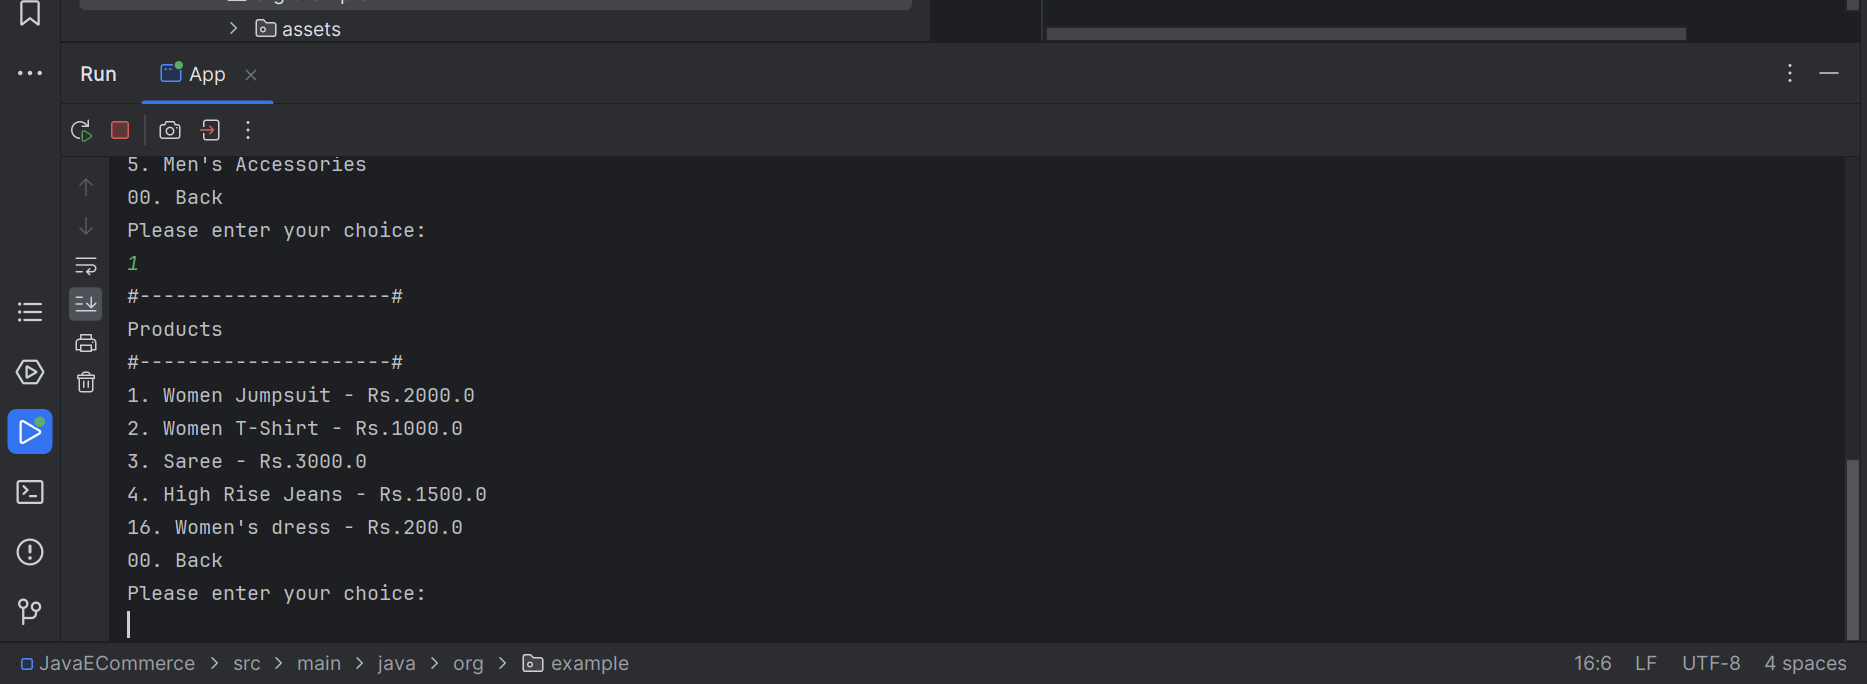 assets
Run App
5. Men's Accessories
00. Back
Please enter your choice:
1
#---------------------#
Products
#---------------------#
1. Women Jumpsuit - Rs.2000.0
2. Women T-Shirt - Rs.1000.0
3. Saree - Rs.3000.0
4. High Rise Jeans - Rs.1500.0
16. Women's dress - Rs.200.0
00. Back
Please enter your choice:
JavaECommerce > src > main > java > org > example 16:6 LF UTF-8 4 spaces